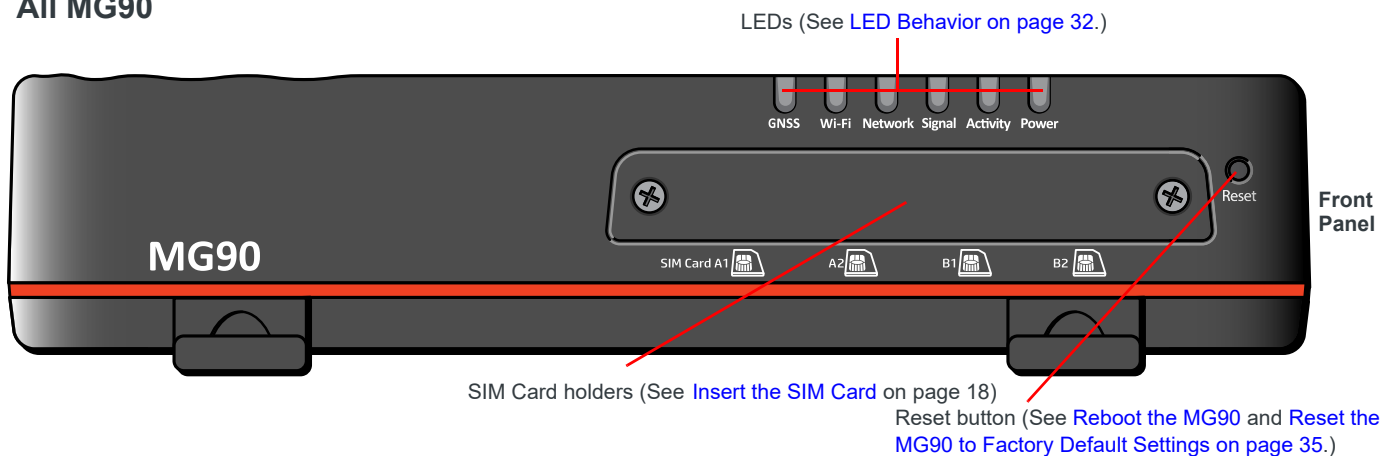 All MG90
LEDs (See LED Behavior on page 32.)
GNSS Wi-Fi Network Signal Activity Power
Reset
Front
Panel
MG90
SIM Card A1 A2 B1 B2
SIM Card holders (See Insert the SIM Card on page 18)
Reset button (See Reboot the MG90 and Reset the
MG90 to Factory Default Settings on page 35.)